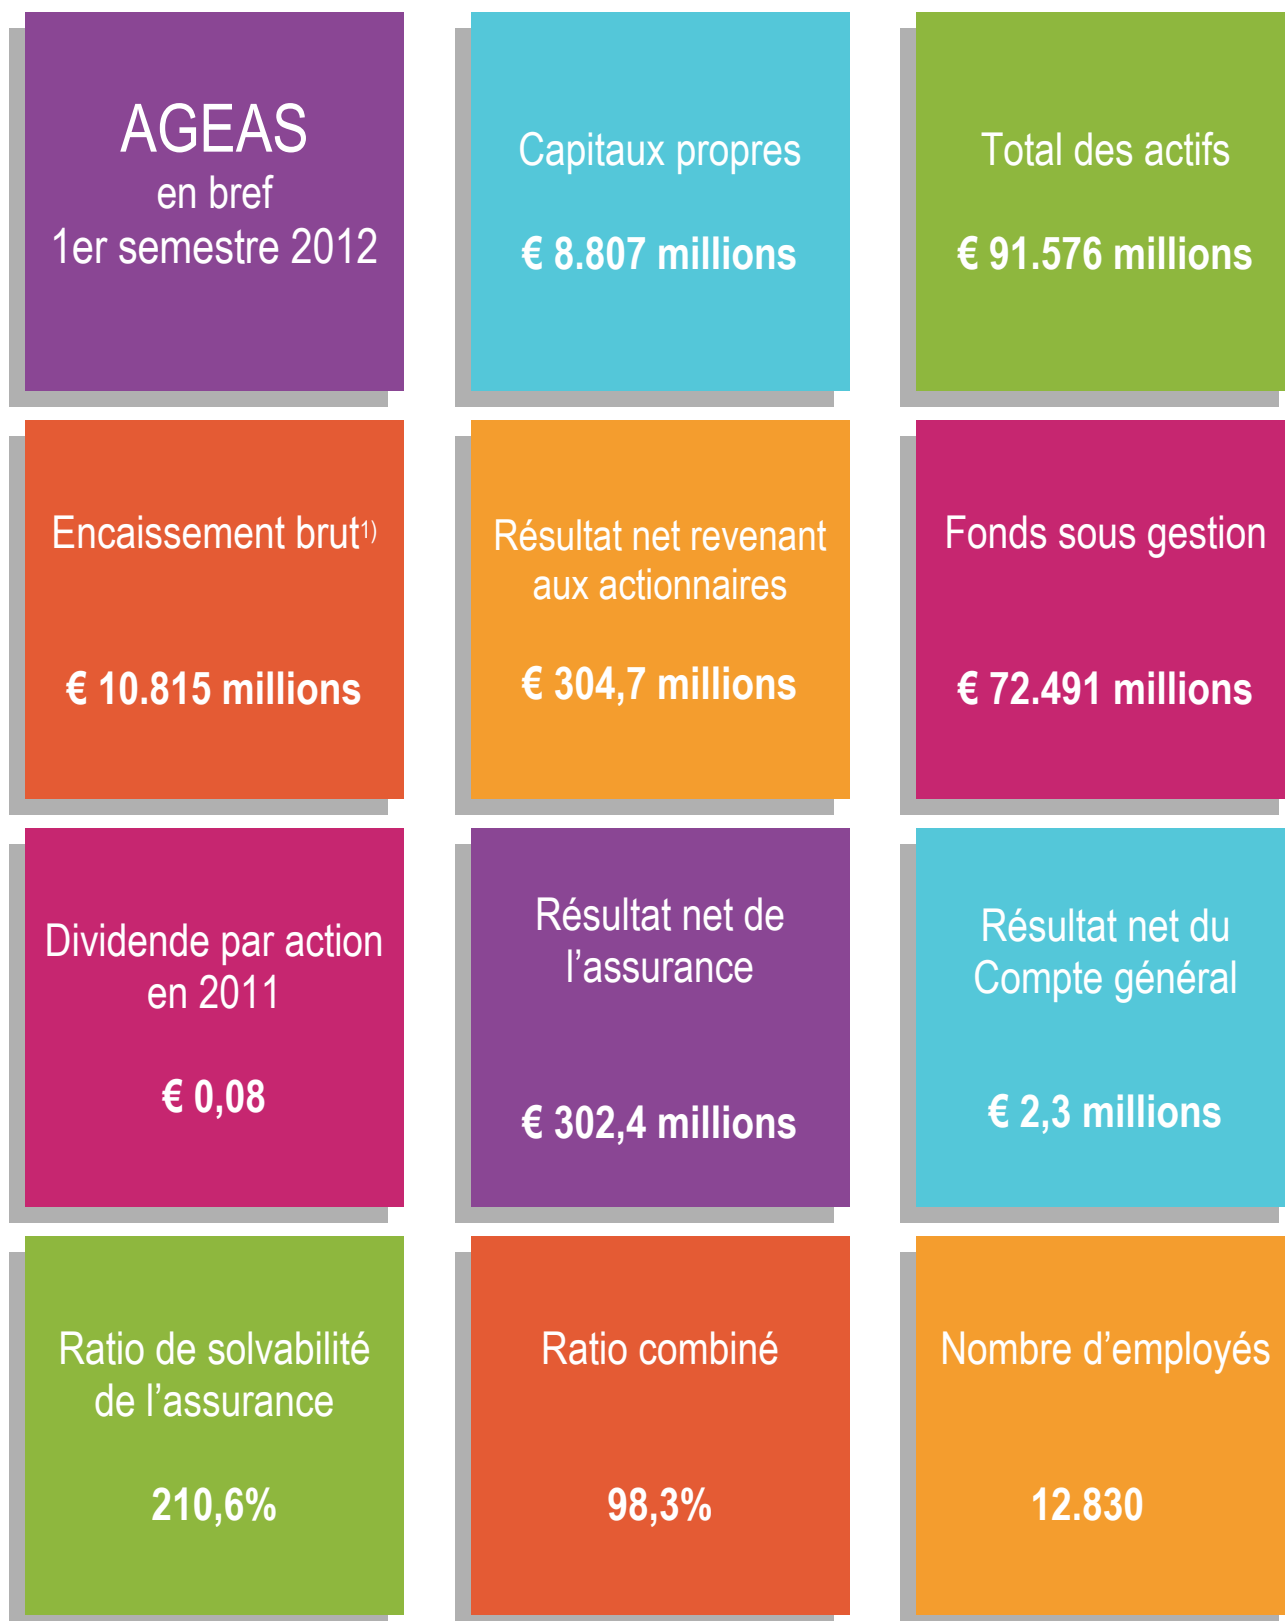 AGEAS
en bref
1er semestre 2012
Capitaux propres
€ 8.807 millions
Total des actifs
€ 91.576 millions
Encaissement brut1)
€ 10.815 millions
Résultat net revenant
aux actionnaires
€ 304,7 millions
Fonds sous gestion
€ 72.491 millions
Dividende par action
en 2011
€ 0,08
Résultat net de
l’assurance
€ 302,4 millions
Résultat net du
Compte général
€ 2,3 millions
Ratio de solvabilité
de l’assurance
210,6%
Ratio combiné
98,3%
Nombre d’employés
12.830